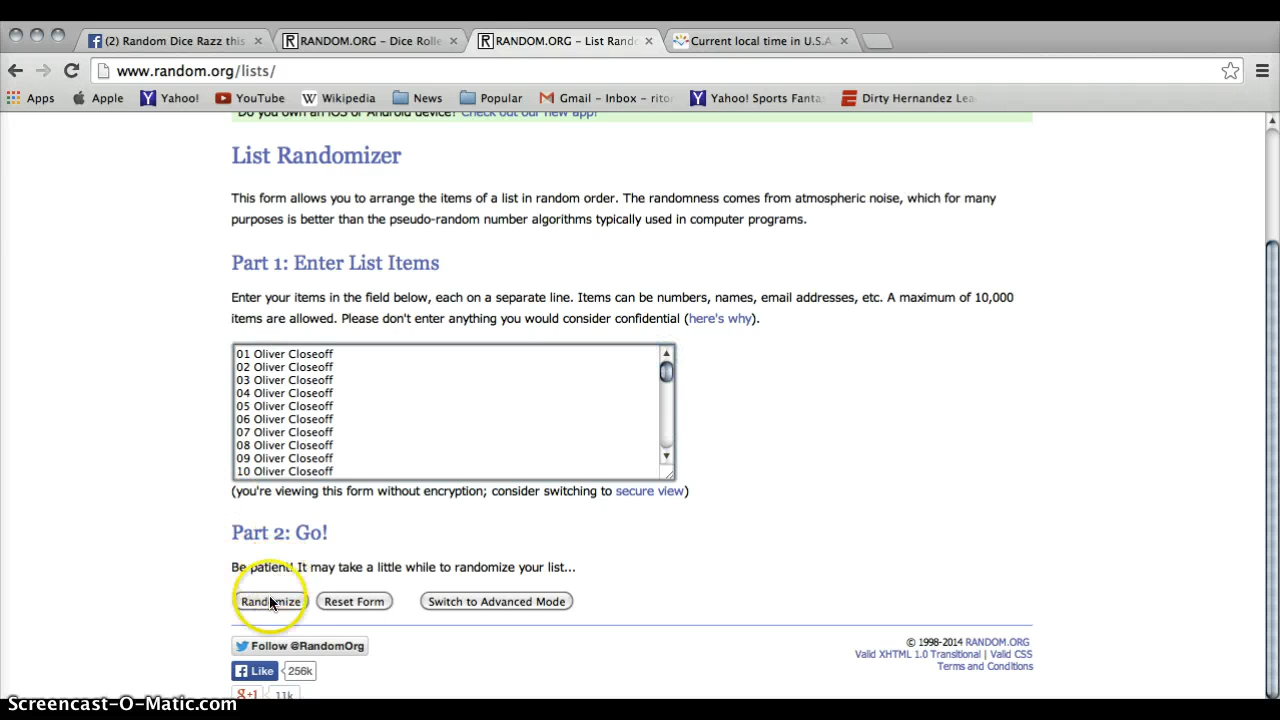 (2) Random Dice Razz this
RANDOM.ORG - Dice Rolle
RANDOM.ORG - List Rando
Current local time in U.S.A.
www.random.org/lists/
Apps
Apple
Yahoo!
YouTube
Wikipedia
News
Popular
Gmail - Inbox - ritor
Yahoo! Sports Fanta
Dirty Hernandez Lea
Do you own an iOS or Android device? Check out our new app!
List Randomizer
This form allows you to arrange the items of a list in random order. The randomness comes from atmospheric noise, which for many
purposes is better than the pseudo-random number algorithms typically used in computer programs.
Part 1: Enter List Items
Enter your items in the field below, each on a separate line. Items can be numbers, names, email addresses, etc. A maximum of 10,000
items are allowed. Please don't enter anything you would consider confidential (here's why).
01 Oliver Closeoff
02 Oliver Closeoff
03 Oliver Closeoff
04 Oliver Closeoff
05 Oliver Closeoff
06 Oliver Closeoff
07 Oliver Closeoff
08 Oliver Closeoff
09 Oliver Closeoff
10 Oliver Closeoff
(you're viewing this form without encryption; consider switching to secure view)
Part 2: Go!
Be patient! It may take a little while to randomize your list...
Randomize
Reset Form
Switch to Advanced Mode
Follow @RandomOrg
© 1998-2014 RANDOM.ORG
Valid XHTML 1.0 Transitional | Valid CSS
Terms and Conditions
Like
256k
g+1
11k
Screencast-O-Matic.com